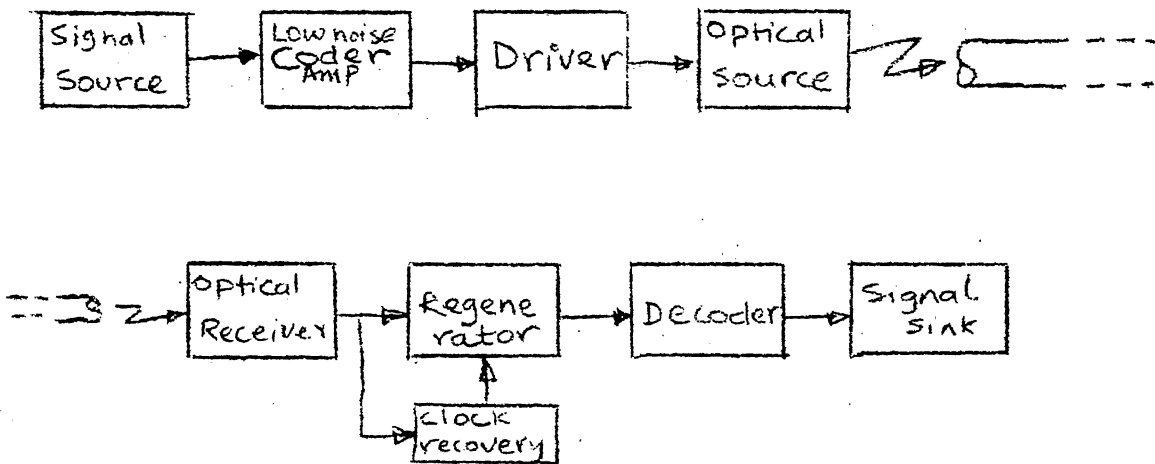 Signal
Source
Low noise
Coder
Amp
Driver
Optical
Source
Optical
Receiver
Regene
rator
Decoder
Signal
sink
clock
recovery